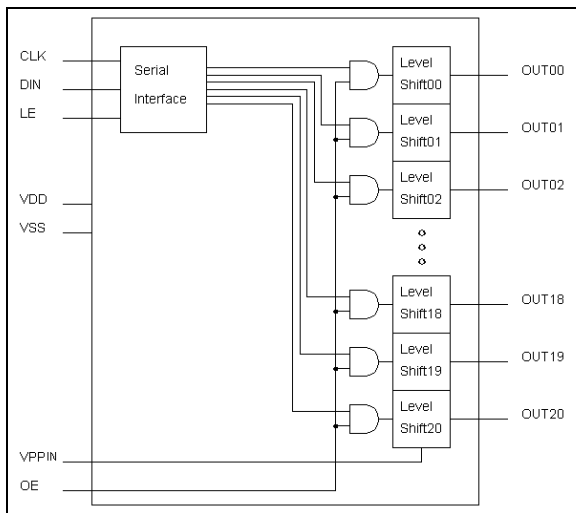 CLK
DIN
LE
VDD
VSS
VPPIN
OE
Serial
Interface
Level
Shift00
Level
Shift01
Level
Shift02
Level
Shift18
Level
Shift19
Level
Shift20
OUT00
OUT01
OUT02
OUT18
OUT19
OUT20